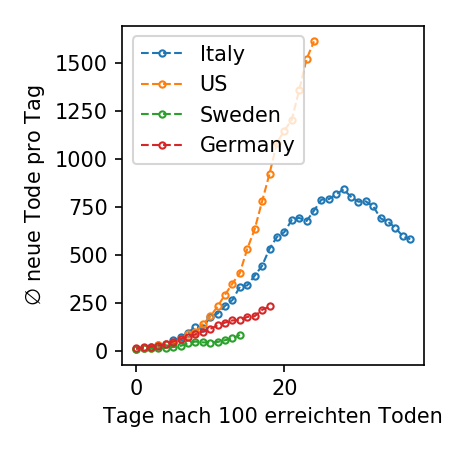 ∅ neue Tode pro Tag
1500
1250
1000
750
500
250
0
Italy
US
Sweden
Germany
0 20
Tage nach 100 erreichten Toden